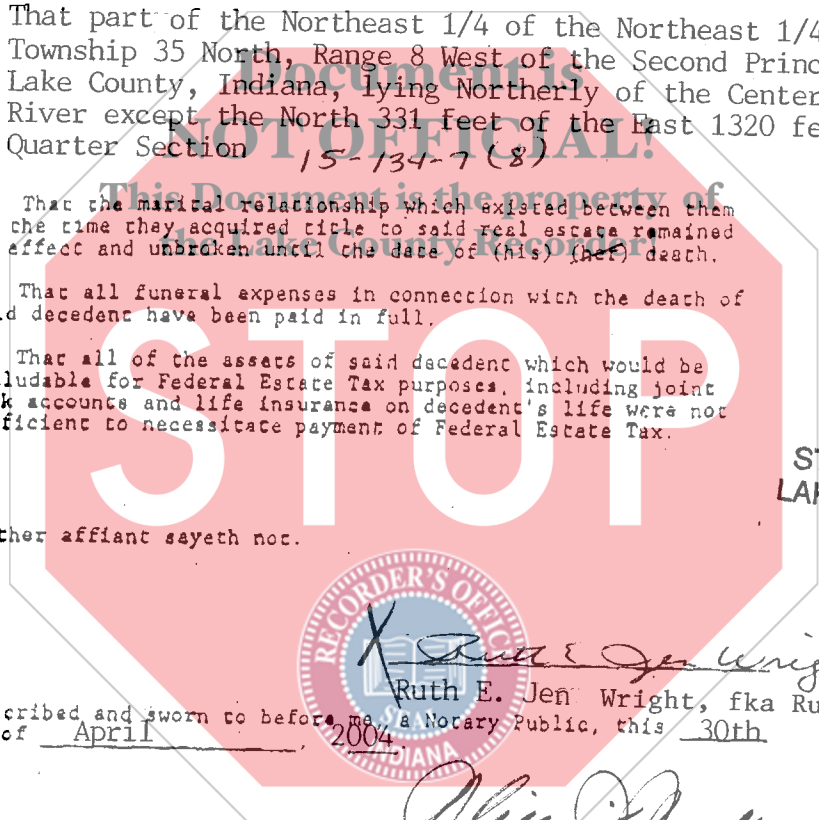 That part of the Northeast 1/4 of the Northeast 1/4
Township 35 North, Range 8 West of the Second Princ
Lake County, Indiana, lying Northerly of the Center
River except the North 331 feet of the East 1320 fe
Quarter Section 15-134-7 (8)
Document is
NOT OFFICIAL!
This Document is the property of
the Lake County Recorder!
That the marital relationship which existed between them
the time they acquired title to said real estate remained
effect and unbroken until the date of (his) (her) death.
That all funeral expenses in connection with the death of
d decedent have been paid in full.
That all of the assets of said decedent which would be
ludable for Federal Estate Tax purposes, including joint
k accounts and life insurance on decedent's life were not
ficient to necessitate payment of Federal Estate Tax.
STOP
ST
LAK
ther affiant sayeth not.
RECORDER'S OFFICE
SEAL
INDIANA
X Ruth E Jen Wrig
Ruth E. Jen Wright, fka Ru
cribed and sworn to before me, a Notary Public, this 30th
of April, 2004